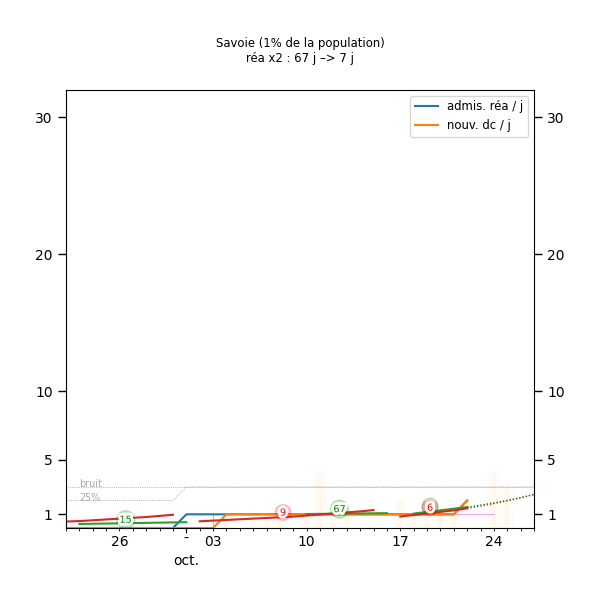 Savoie (1% de la population)
réa x2 : 67 j –> 7 j
admis. réa / j
nouv. dc / j
30 30
20 20
10 10
5 5
bruit
25%
15 9 67 6
1 1
26 - 03 10 17 24
oct.